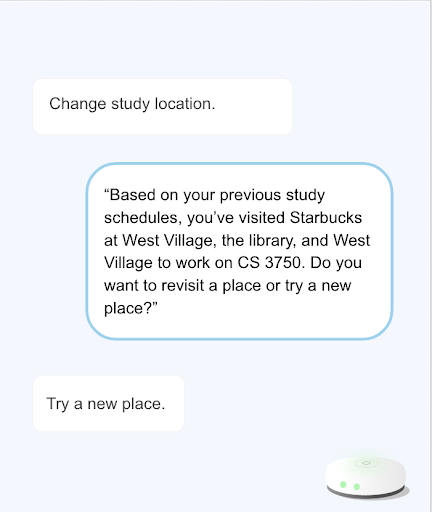 Change study location.
“Based on your previous study
schedules, you’ve visited Starbucks
at West Village, the library, and West
Village to work on CS 3750. Do you
want to revisit a place or try a new
place?”
Try a new place.